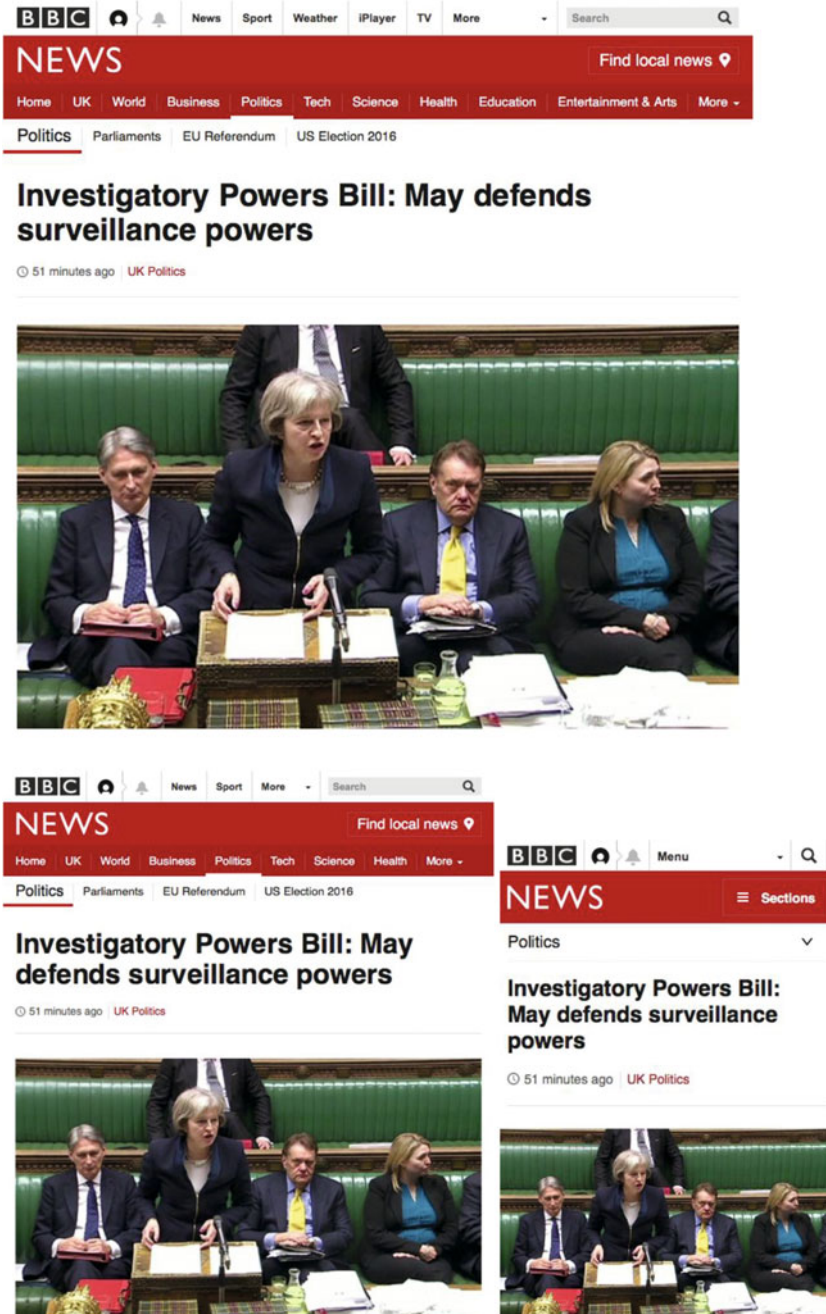 BBC News Sport Weather iPlayer TV More Search
NEWS Find local news
Home UK World Business Politics Tech Science Health Education Entertainment & Arts More
Politics Parliaments EU Referendum US Election 2016
Investigatory Powers Bill: May defends
surveillance powers
51 minutes ago UK Politics
BBC News Sport More Search
NEWS Find local news
Home UK World Business Politics Tech Science Health More
Politics Parliaments EU Referendum US Election 2016
Investigatory Powers Bill: May
defends surveillance powers
51 minutes ago UK Politics
BBC Menu
NEWS Sections
Politics
Investigatory Powers Bill:
May defends surveillance
powers
51 minutes ago UK Politics